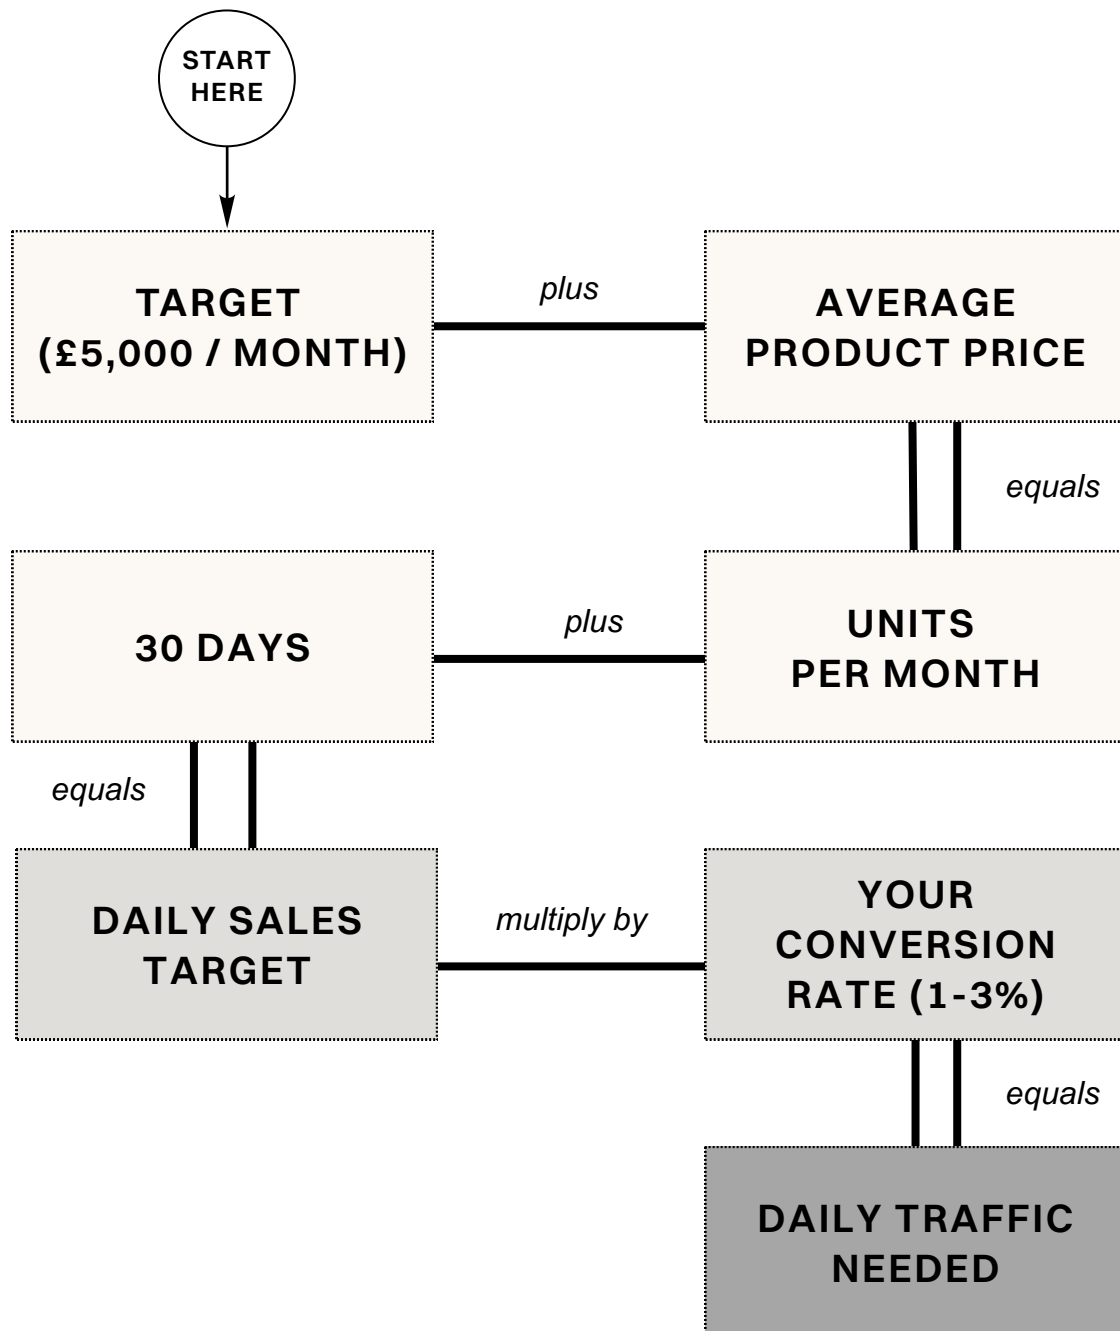 START
HERE
TARGET
(£5,000 / MONTH)
plus
AVERAGE
PRODUCT PRICE
equals
30 DAYS
plus
UNITS
PER MONTH
equals
DAILY SALES
TARGET
multiply by
YOUR
CONVERSION
RATE (1-3%)
equals
DAILY TRAFFIC
NEEDED